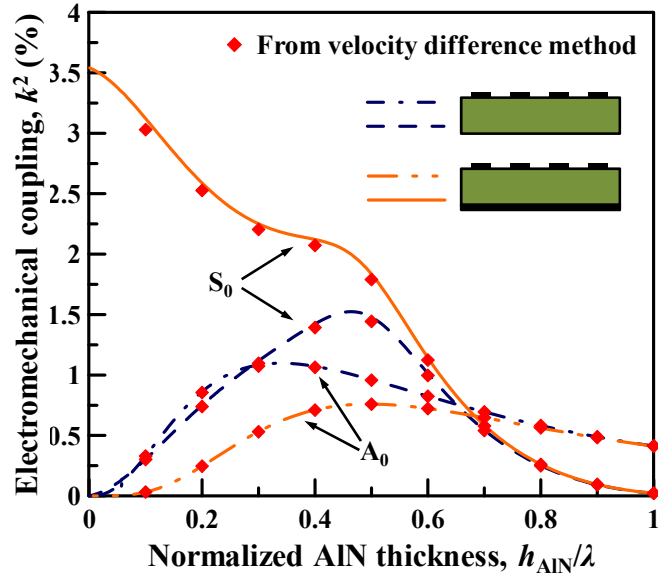 From velocity difference method
Electromechanical coupling, k² (%)
4
3.5
3
2.5
2
1.5
1
0.5
0
S₀
A₀
0 0.2 0.4 0.6 0.8 1
Normalized AlN thickness, h_AlN/λ